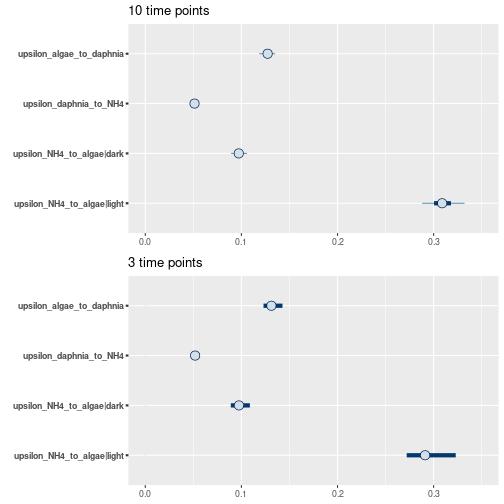 10 time points
upsilon_algae_to_daphnia
upsilon_daphnia_to_NH4
upsilon_NH4_to_algae|dark
upsilon_NH4_to_algae|light
0.0 0.1 0.2 0.3
3 time points
upsilon_algae_to_daphnia
upsilon_daphnia_to_NH4
upsilon_NH4_to_algae|dark
upsilon_NH4_to_algae|light
0.0 0.1 0.2 0.3